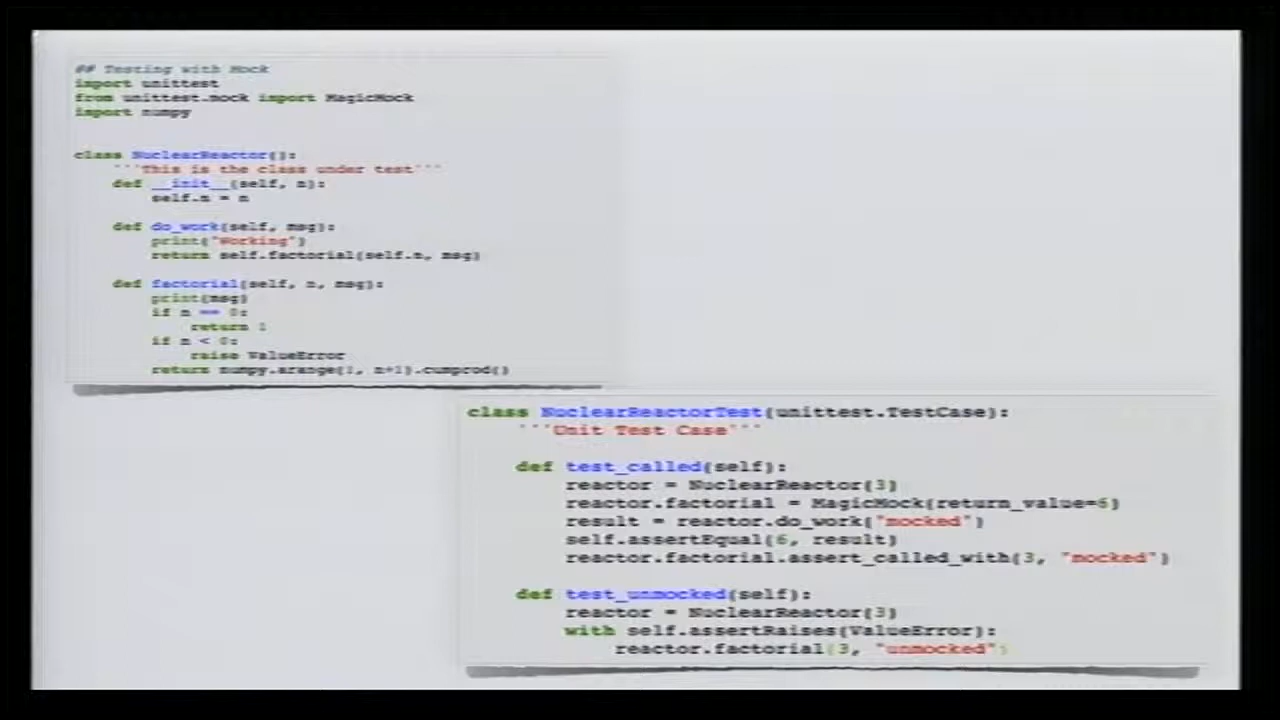 ## Testing with Mock
import unittest
from unittest.mock import MagicMock
import numpy
class NuclearReactor():
    '''This is the class under test'''
    def __init__(self, n):
        self.n = n
    def do_work(self, msg):
        print("Working")
        return self.factorial(self.n, msg)
    def factorial(self, n, msg):
        print(msg)
        if n == 0:
            return 1
        if n < 0:
            raise ValueError
        return numpy.arange(1, n+1).cumprod()
class NuclearReactorTest(unittest.TestCase):
    '''Unit Test Case'''
    def test_called(self):
        reactor = NuclearReactor(3)
        reactor.factorial = MagicMock(return_value=6)
        result = reactor.do_work("mocked")
        self.assertEqual(6, result)
        reactor.factorial.assert_called_with(3, "mocked")
    def test_unmocked(self):
        reactor = NuclearReactor(3)
        with self.assertRaises(ValueError):
            reactor.factorial(3, "unmocked")